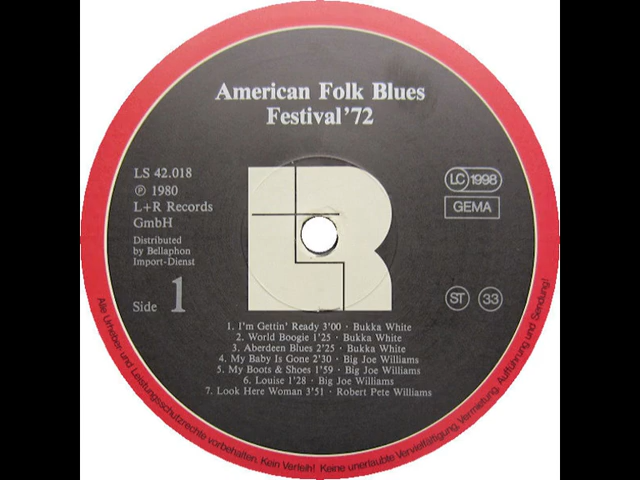 American Folk Blues
Festival '72
LS 42.018
℗ 1980
L+R Records
GmbH
Distributed
by Bellaphon
Import-Dienst
Side 1
LC 1998
GEMA
ST 33
1. I'm Gettin' Ready 3'00 · Bukka White
2. World Boogie 1'25 · Bukka White
3. Aberdeen Blues 2'25 · Bukka White
4. My Baby Is Gone 2'30 · Big Joe Williams
5. My Boots & Shoes 1'59 · Big Joe Williams
6. Louise 1'28 · Big Joe Williams
7. Look Here Woman 3'51 · Robert Pete Williams
Alle Urheber- und Leistungsschutzrechte vorbehalten. Kein Verleih! Keine unerlaubte Vervielfältigung, Vermietung, Aufführung und Sendung!